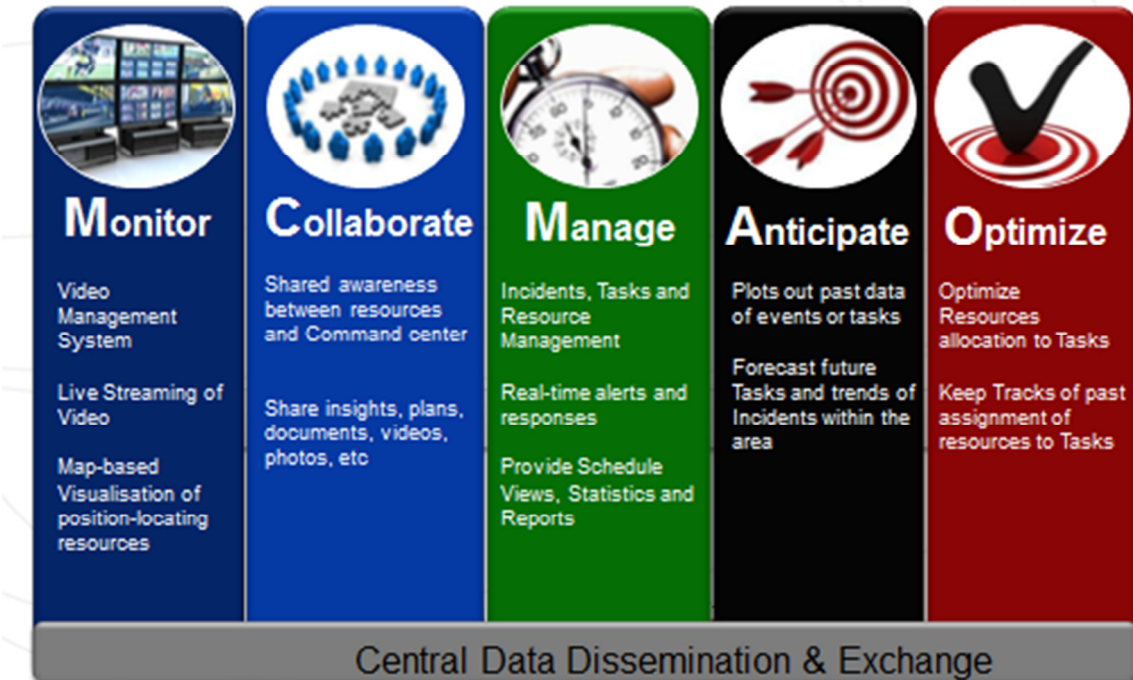 Monitor
Video
Management
System
Live Streaming of
Video
Map-based
Visualisation of
position-locating
resources
Collaborate
Shared awareness
between resources
and Command center
Share insights, plans,
documents, videos,
photos, etc
Manage
Incidents, Tasks and
Resource
Management
Real-time alerts and
responses
Provide Schedule
Views, Statistics and
Reports
Anticipate
Plots out past data
of events or tasks
Forecast future
Tasks and trends of
Incidents within the
area
Optimize
Optimize
Resources
allocation to Tasks
Keep Tracks of past
assignment of
resources to Tasks
Central Data Dissemination & Exchange